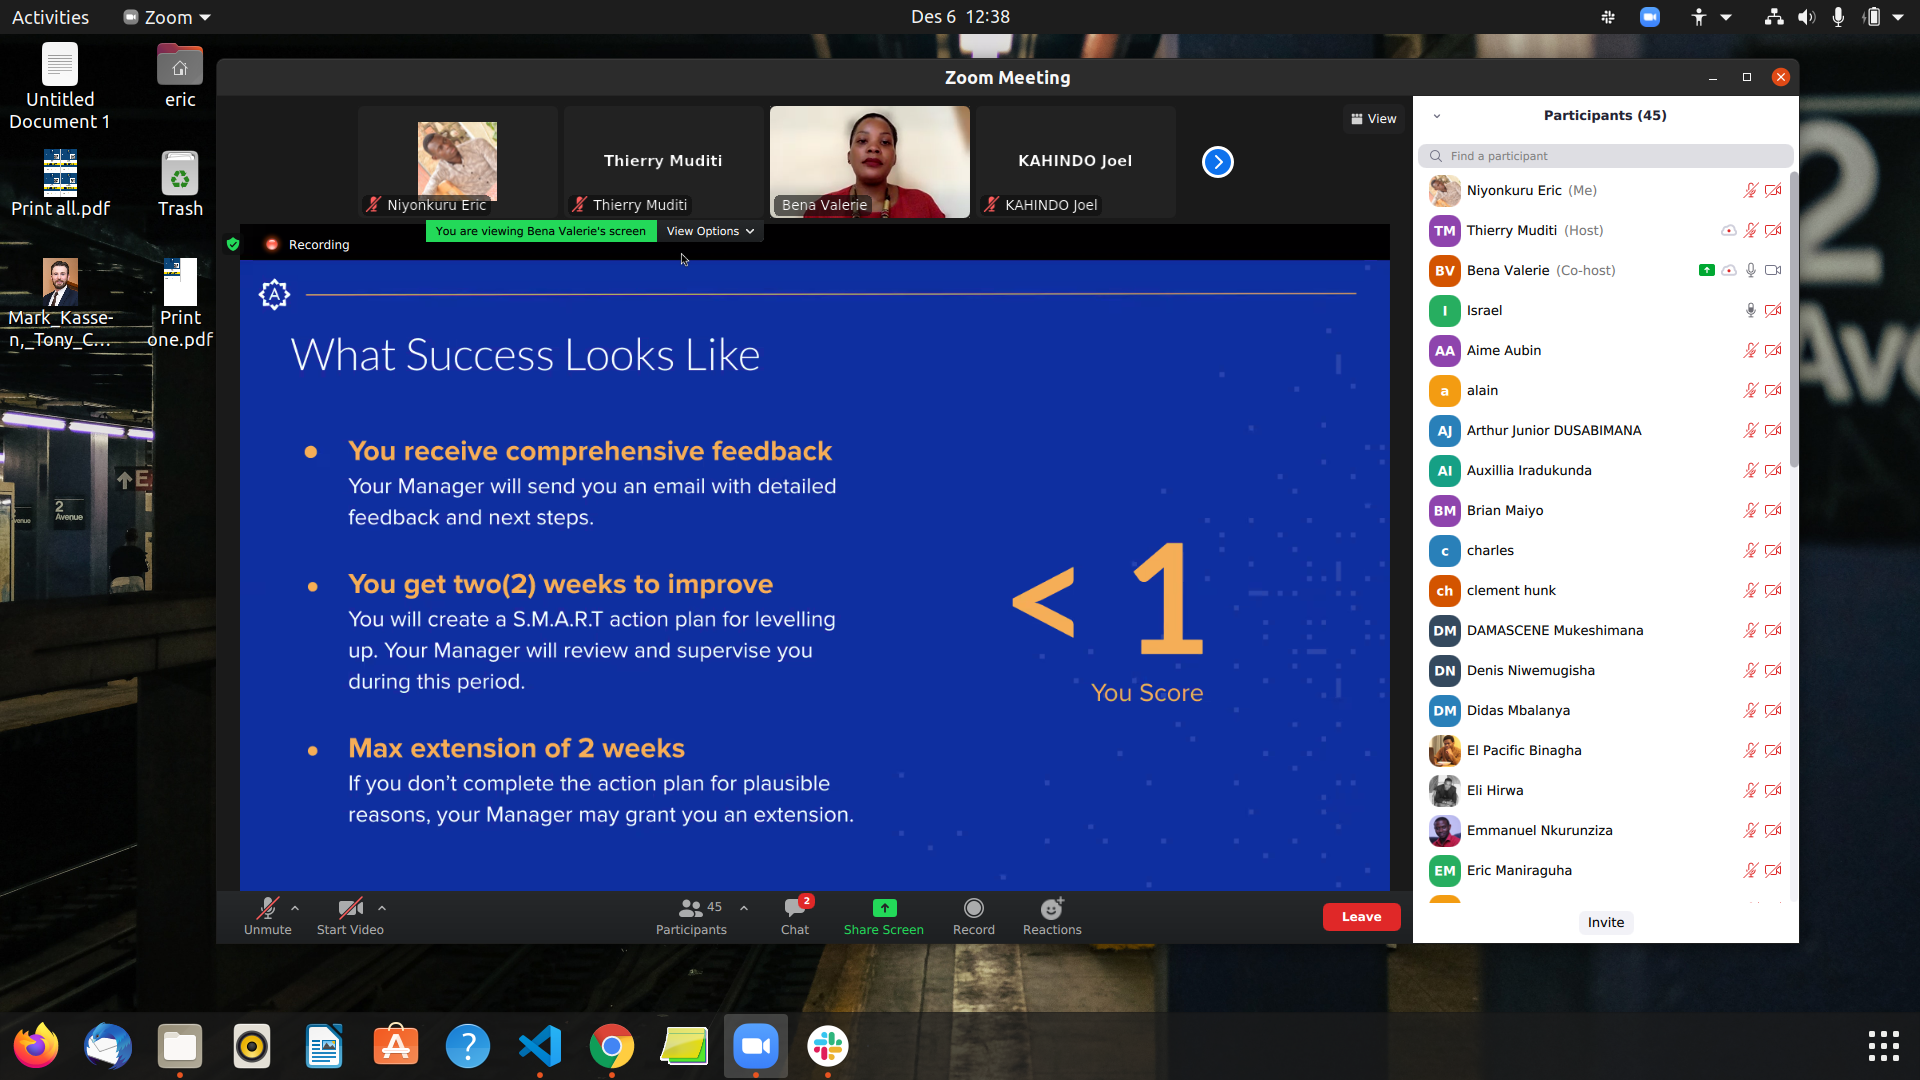 Activities
Zoom
Des 6 12:38
Untitled
Document 1
eric
Print all.pdf
Trash
Mark_Kasse-
n,_Tony_C...
Print
one.pdf
2
Avenue
2
Av
Zoom Meeting
Niyonkuru Eric
Thierry Muditi
Thierry Muditi
Bena Valerie
KAHINDO Joel
KAHINDO Joel
View
You are viewing Bena Valerie's screen
View Options
Recording
A
What Success Looks Like
You receive comprehensive feedback
Your Manager will send you an email with detailed
feedback and next steps.
You get two(2) weeks to improve
You will create a S.M.A.R.T action plan for levelling
up. Your Manager will review and supervise you
during this period.
Max extension of 2 weeks
If you don’t complete the action plan for plausible
reasons, your Manager may grant you an extension.
< 1
You Score
Unmute
Start Video
45
Participants
2
Chat
Share Screen
Record
Reactions
Leave
Participants (45)
Find a participant
Niyonkuru Eric (Me)
TM Thierry Muditi (Host)
BV Bena Valerie (Co-host)
I Israel
AA Aime Aubin
a alain
AJ Arthur Junior DUSABIMANA
AI Auxillia Iradukunda
BM Brian Maiyo
c charles
ch clement hunk
DM DAMASCENE Mukeshimana
DN Denis Niwemugisha
DM Didas Mbalanya
El Pacific Binagha
Eli Hirwa
Emmanuel Nkurunziza
EM Eric Maniraguha
Invite